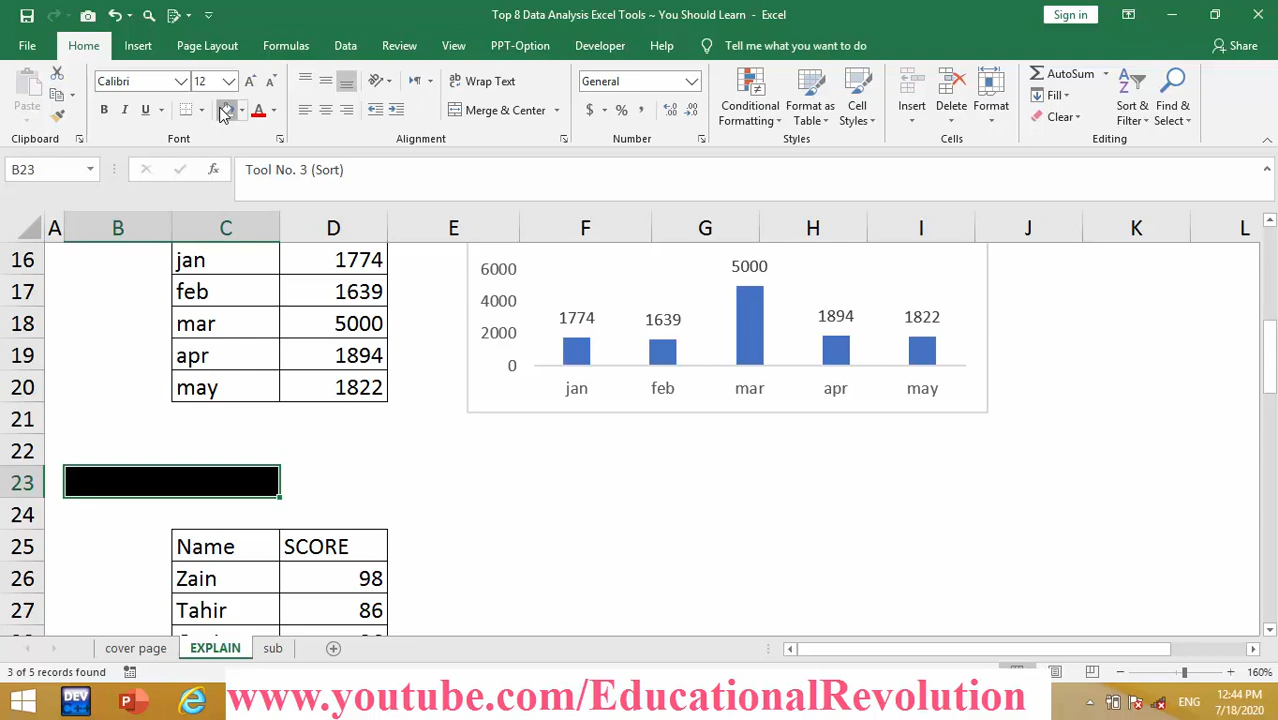 Top 8 Data Analysis Excel Tools ~ You Should Learn - Excel
Sign in
File
Home
Insert
Page Layout
Formulas
Data
Review
View
PPT-Option
Developer
Help
Tell me what you want to do
Share
Paste
Calibri
12
B I U
A
Wrap Text
Merge & Center
General
$ % ,
Conditional Formatting
Format as Table
Cell Styles
Insert
Delete
Format
AutoSum
Fill
Clear
Sort & Filter
Find & Select
Clipboard
Font
Alignment
Number
Styles
Cells
Editing
B23
fx
Tool No. 3 (Sort)
A B C D E F G H I J K L
16 jan 1774
17 feb 1639
18 mar 5000
19 apr 1894
20 may 1822
21
22
23
24
25 Name SCORE
26 Zain 98
27 Tahir 86
6000
4000
2000
0
1774
1639
5000
1894
1822
jan feb mar apr may
cover page
EXPLAIN
sub
3 of 5 records found
160%
DEV
www.youtube.com/EducationalRevolution
ENG
12:44 PM
7/18/2020